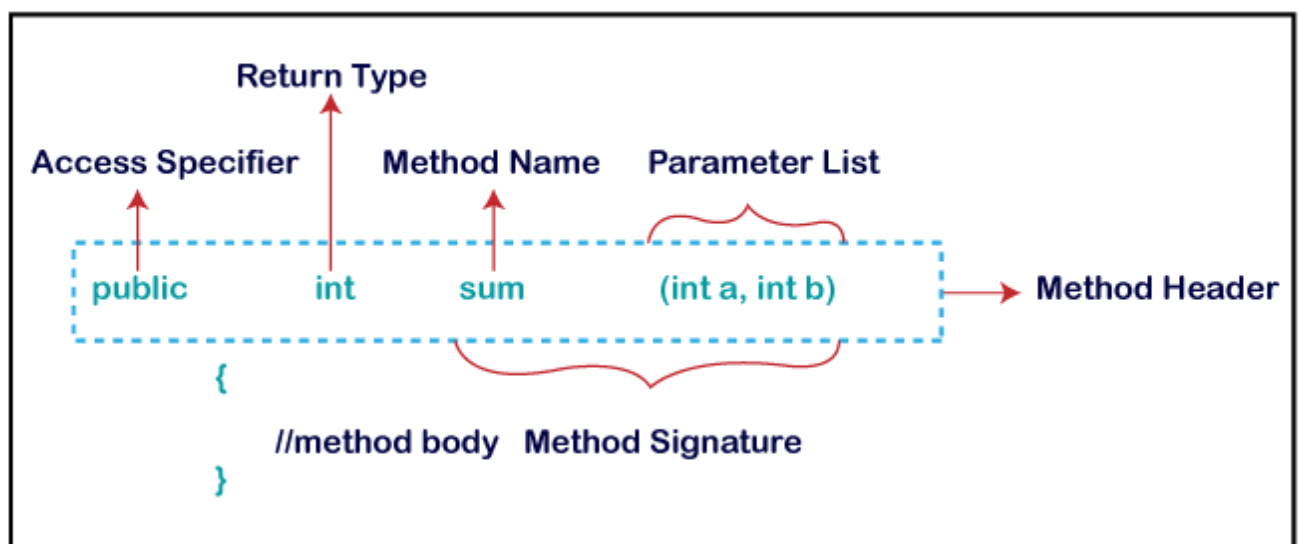 Return Type
Access Specifier Method Name Parameter List
public int sum (int a, int b) Method Header
{
//method body Method Signature
}